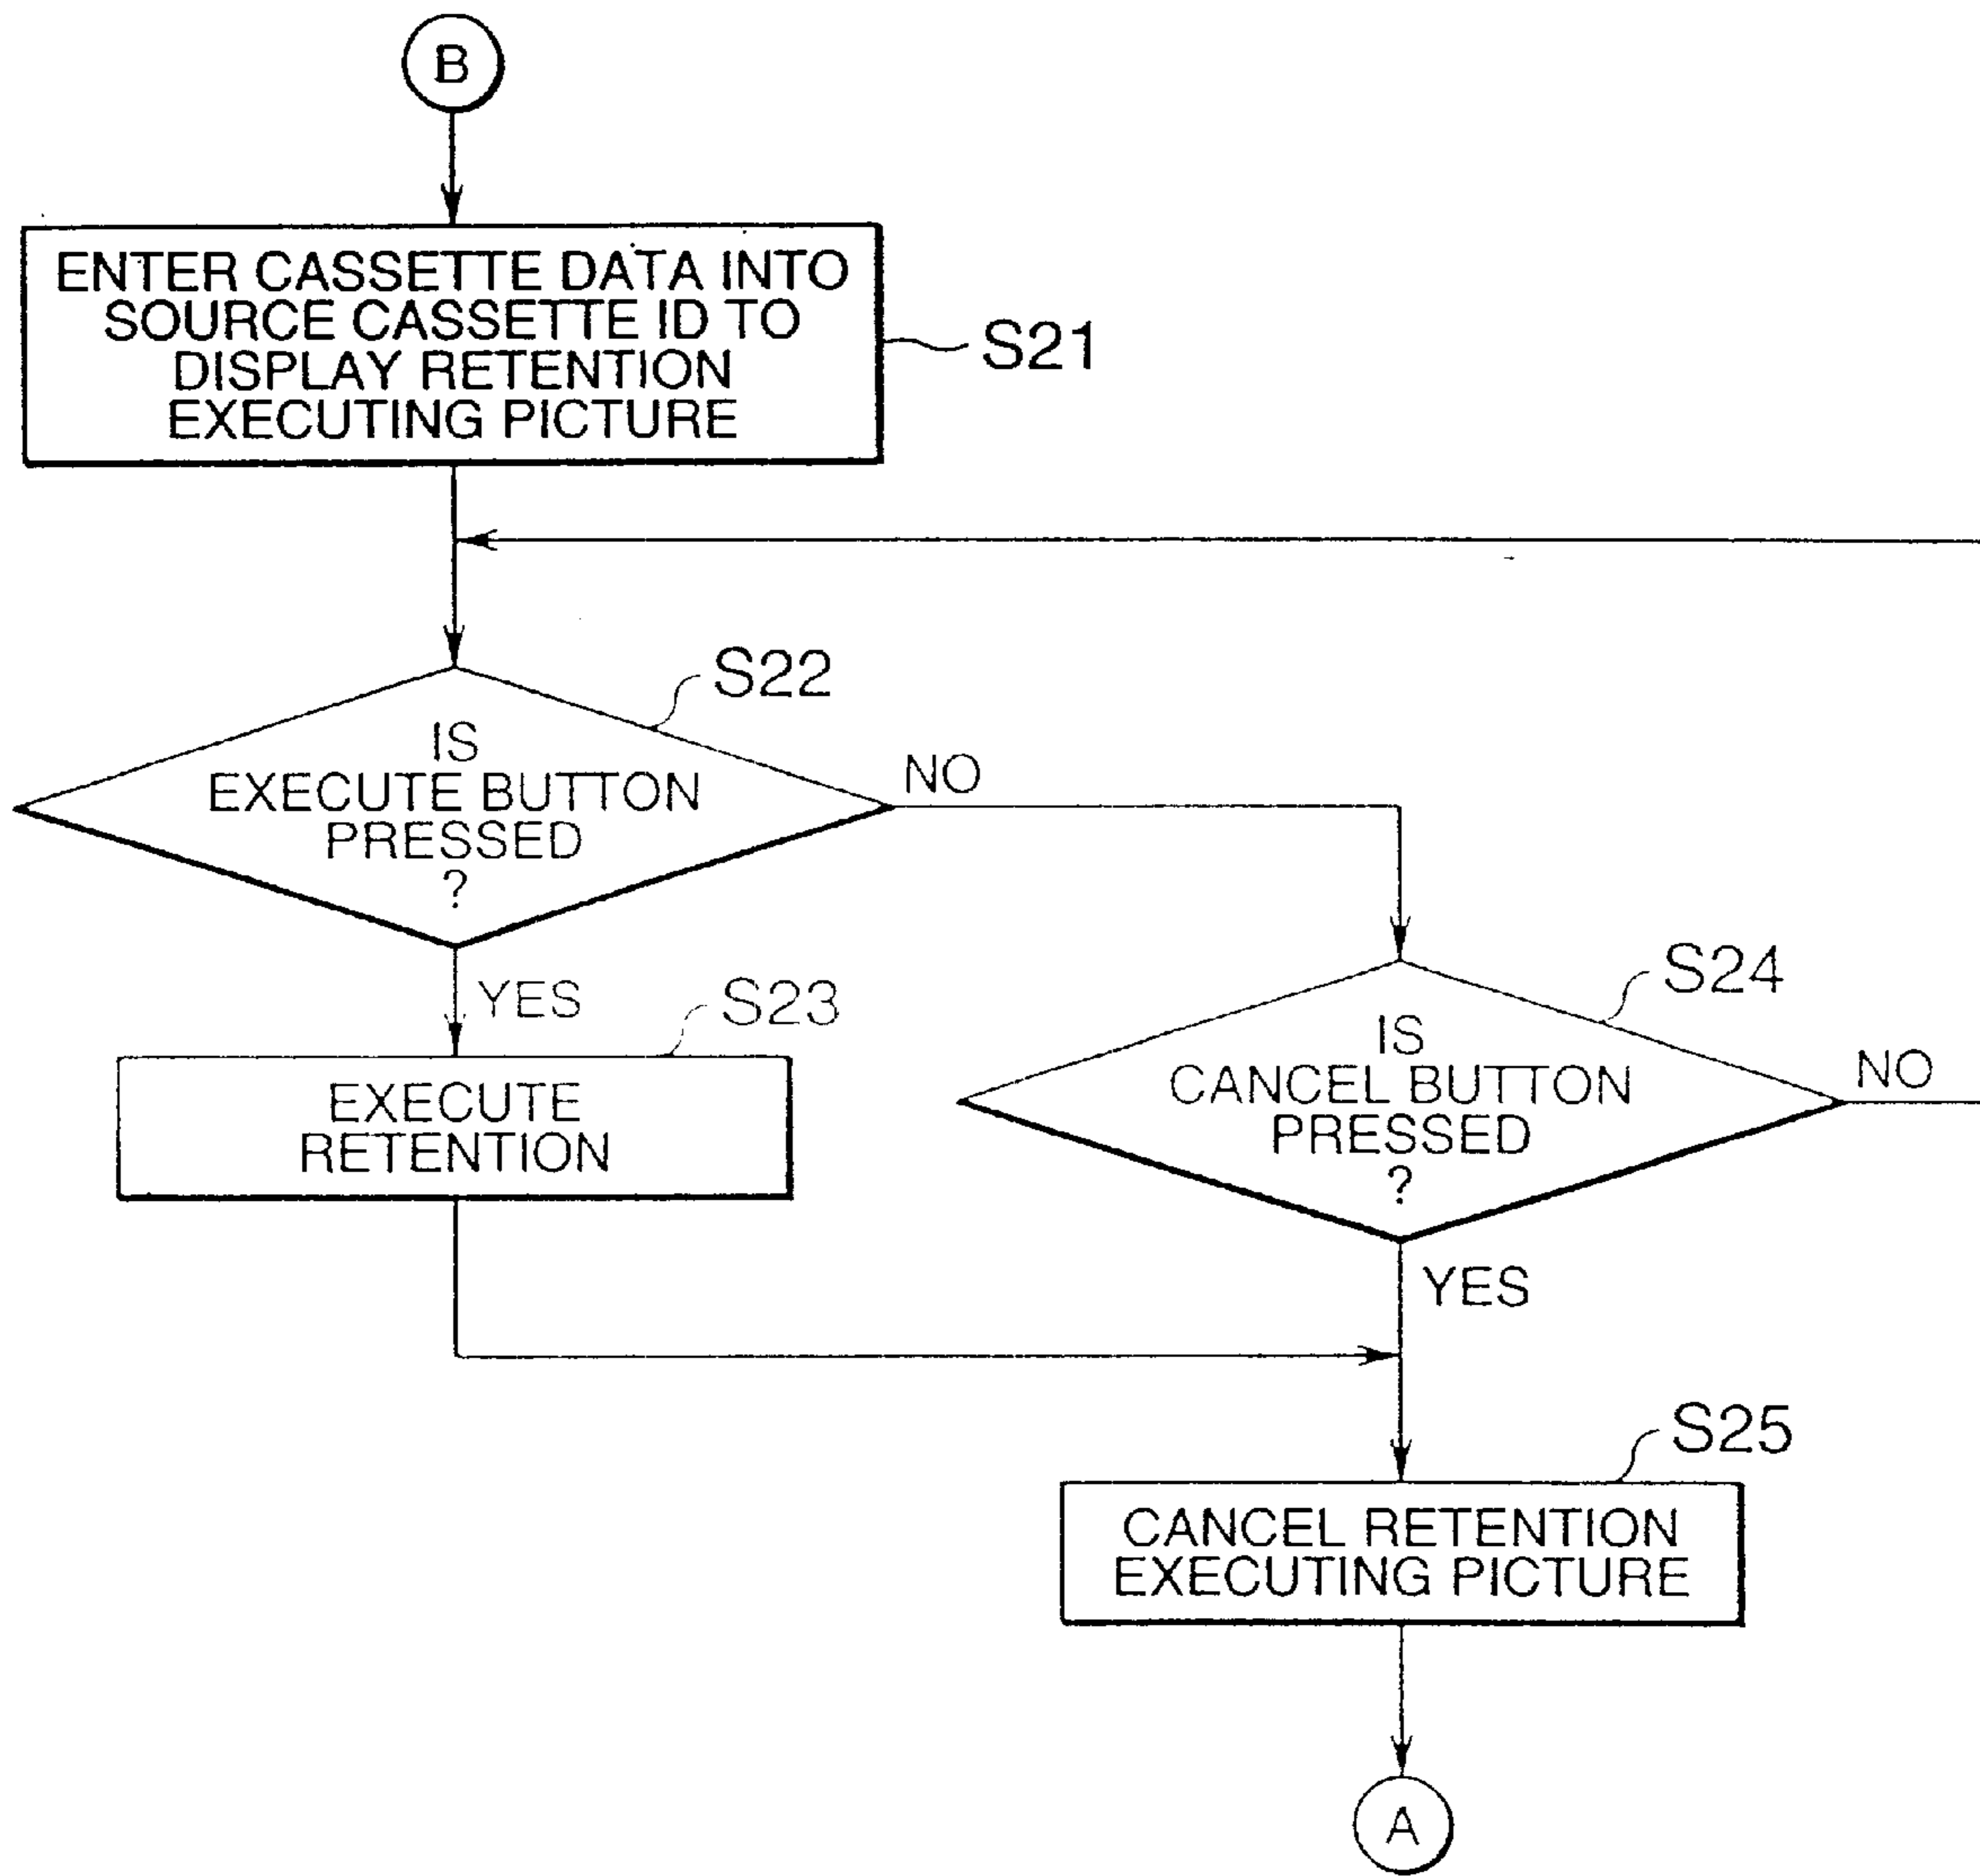 B
ENTER CASSETTE DATA INTO
SOURCE CASSETTE ID TO
DISPLAY RETENTION
EXECUTING PICTURE
S21
S22
IS
EXECUTE BUTTON
PRESSED
?
NO
YES
S23
EXECUTE
RETENTION
S24
IS
CANCEL BUTTON
PRESSED
?
NO
YES
S25
CANCEL RETENTION
EXECUTING PICTURE
A